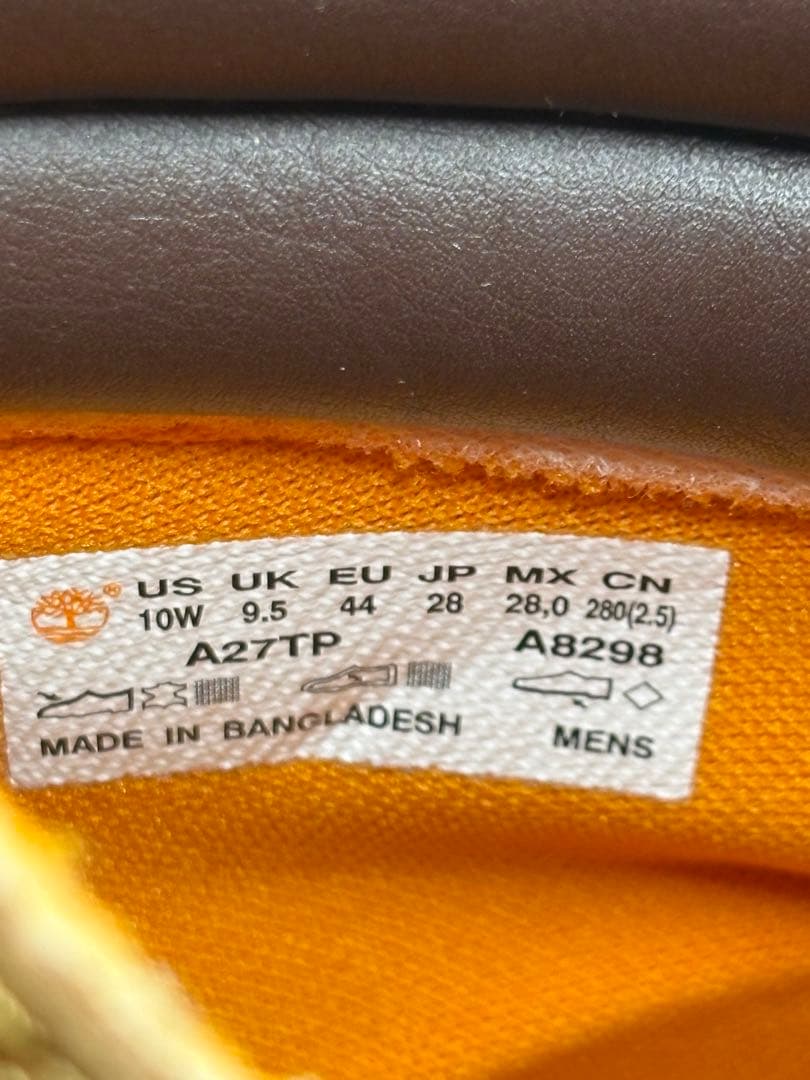 US UK EU JP MX CN
10W 9.5 44 28 28,0 280(2.5)
A27TP A8298
MADE IN BANGLADESH MENS